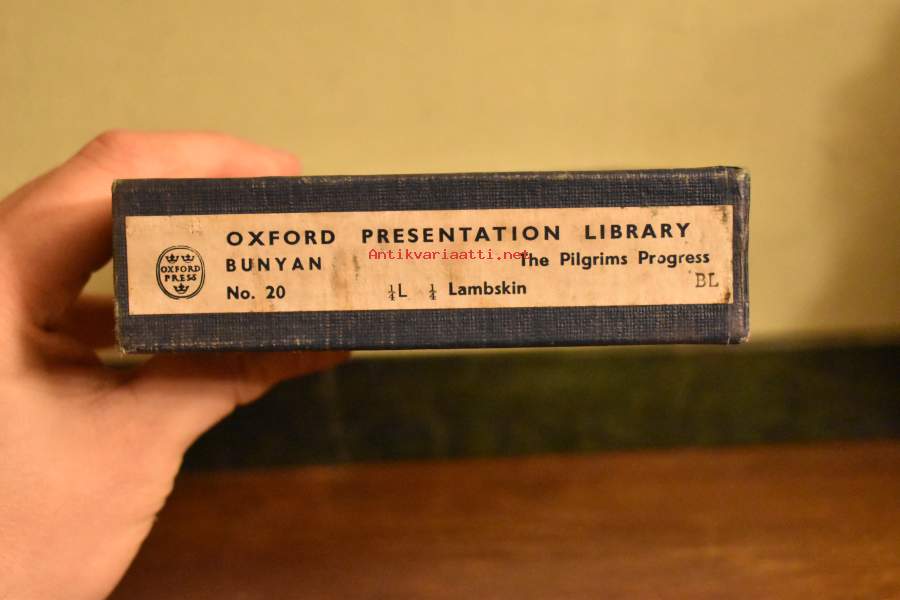 OXFORD PRESENTATION LIBRARY
Antikvariaatti.net
BUNYAN The Pilgrims Progress
OXFORD
PRESS
No. 20 ¼L ¼ Lambskin BL